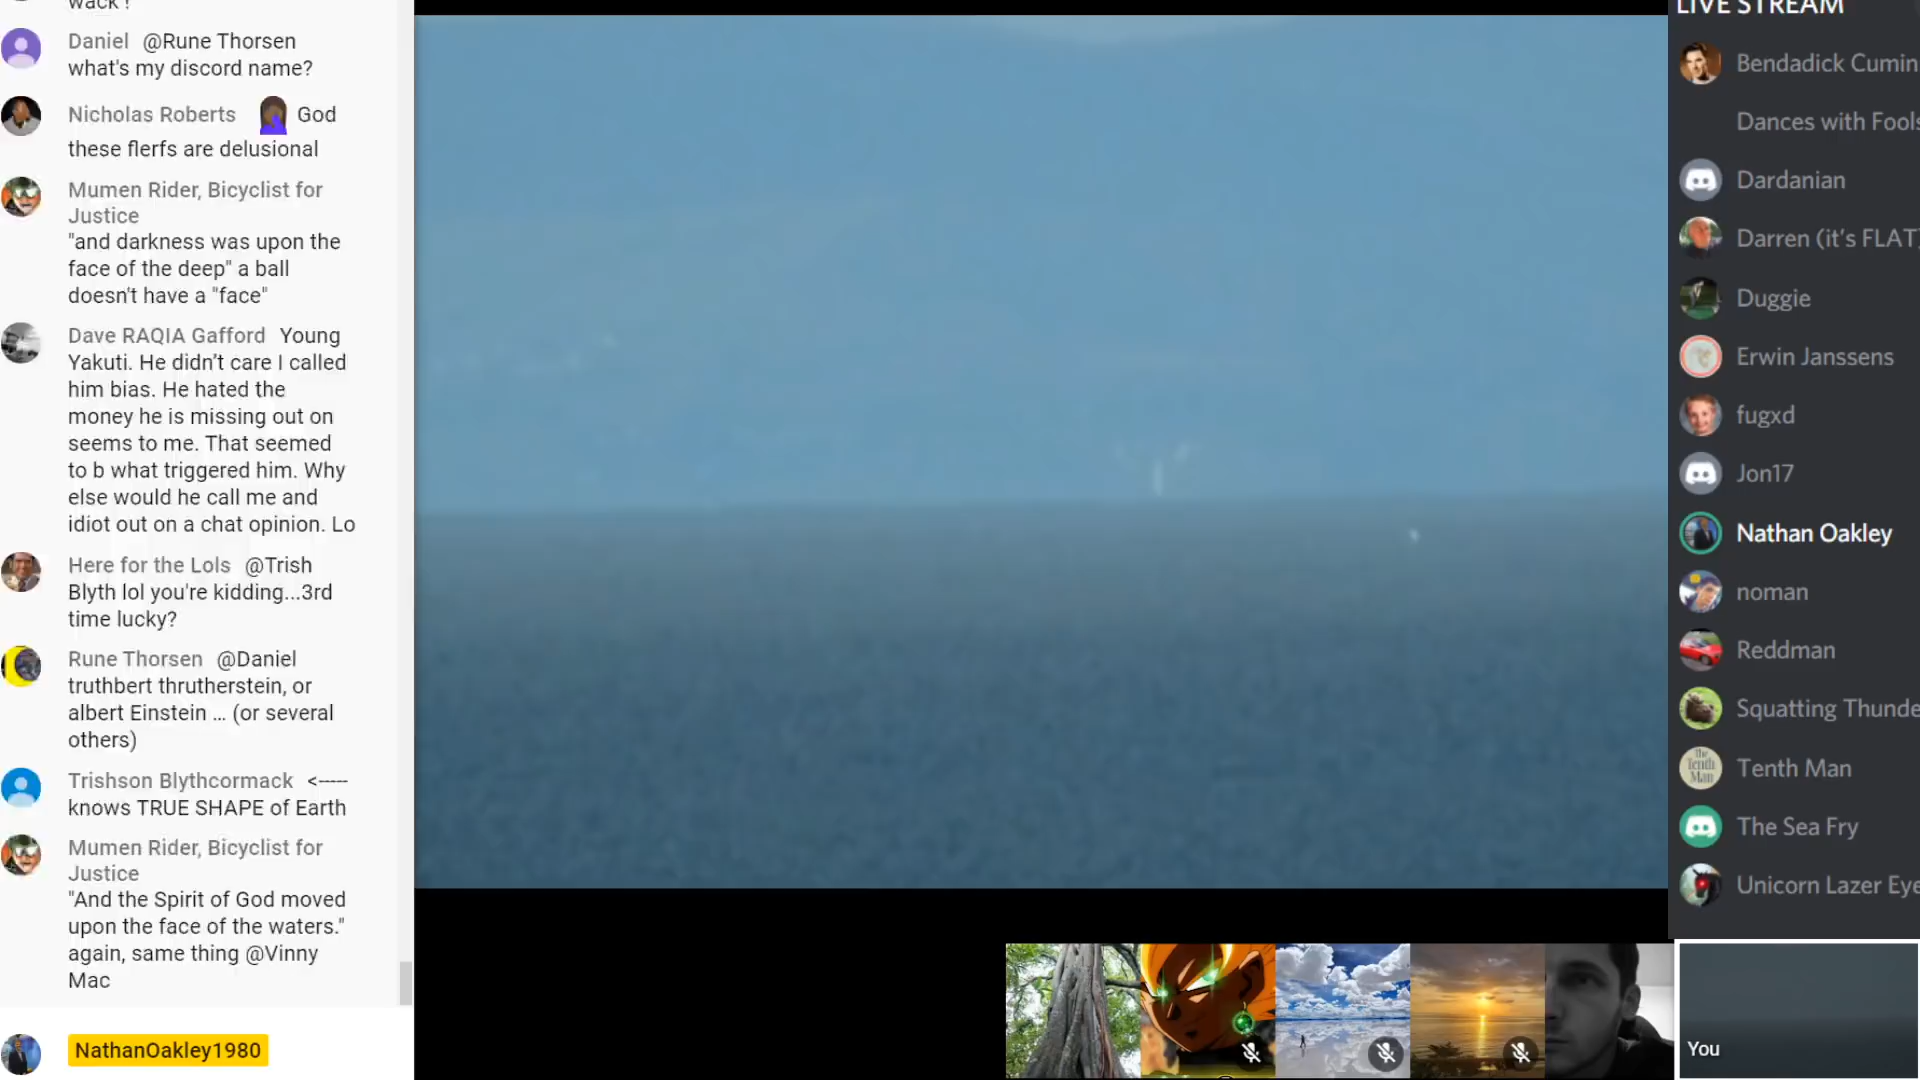 wack !
Daniel @Rune Thorsen
what's my discord name?
Nicholas Roberts God
these flerfs are delusional
Mumen Rider, Bicyclist for
Justice
"and darkness was upon the
face of the deep" a ball
doesn't have a "face"
Dave RAQIA Gafford Young
Yakuti. He didn’t care I called
him bias. He hated the
money he is missing out on
seems to me. That seemed
to b what triggered him. Why
else would he call me and
idiot out on a chat opinion. Lo
Here for the Lols @Trish
Blyth lol you're kidding...3rd
time lucky?
Rune Thorsen @Daniel
truthbert thrutherstein, or
albert Einstein ... (or several
others)
Trishson Blythcormack <-----
knows TRUE SHAPE of Earth
Mumen Rider, Bicyclist for
Justice
"And the Spirit of God moved
upon the face of the waters."
again, same thing @Vinny
Mac
NathanOakley1980
LIVE STREAM
Bendadick Cumin
Dances with Fools
Dardanian
Darren (it’s FLAT)
Duggie
Erwin Janssens
fugxd
Jon17
Nathan Oakley
noman
Reddman
Squatting Thunde
The
Tenth
Man
Tenth Man
The Sea Fry
Unicorn Lazer Eye
You